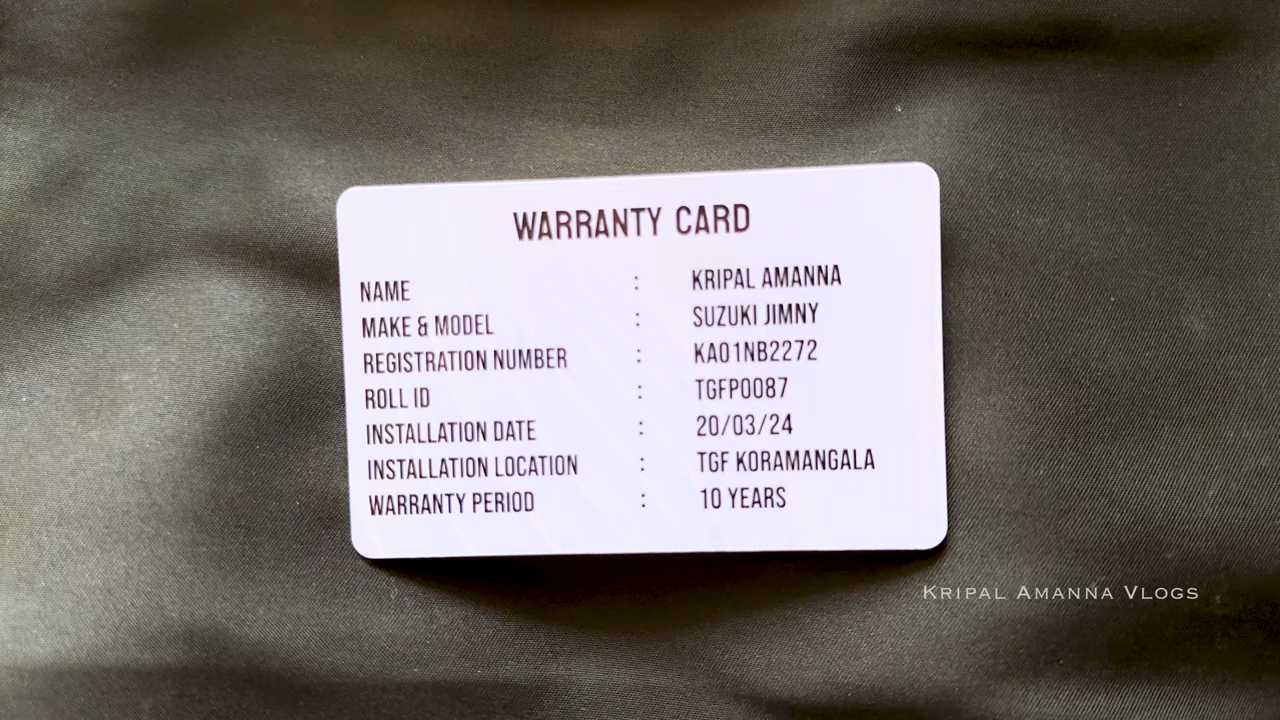 WARRANTY CARD
NAME : KRIPAL AMANNA
MAKE & MODEL : SUZUKI JIMNY
REGISTRATION NUMBER : KA01NB2272
ROLL ID : TGFP0087
INSTALLATION DATE : 20/03/24
INSTALLATION LOCATION : TGF KORAMANGALA
WARRANTY PERIOD : 10 YEARS
KRIPAL AMANNA VLOGS